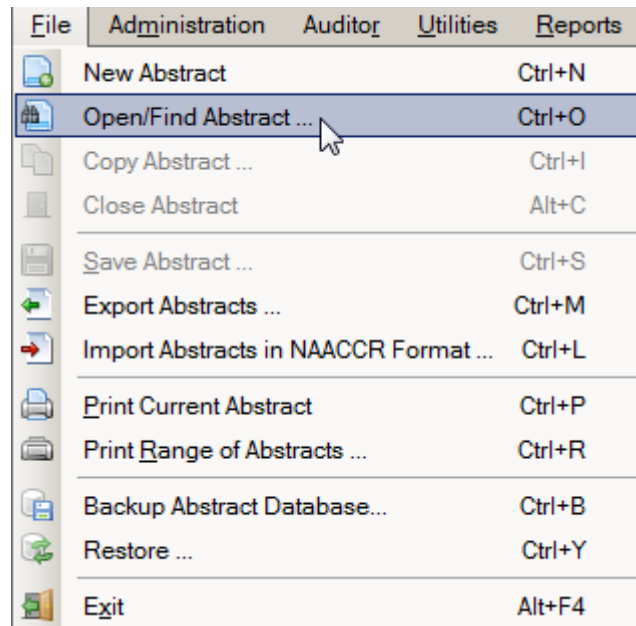 File Administration Auditor Utilities Reports
New Abstract Ctrl+N
Open/Find Abstract ... Ctrl+O
Copy Abstract ... Ctrl+I
Close Abstract Alt+C
Save Abstract ... Ctrl+S
Export Abstracts ... Ctrl+M
Import Abstracts in NAACCR Format ... Ctrl+L
Print Current Abstract Ctrl+P
Print Range of Abstracts ... Ctrl+R
Backup Abstract Database... Ctrl+B
Restore ... Ctrl+Y
Exit Alt+F4